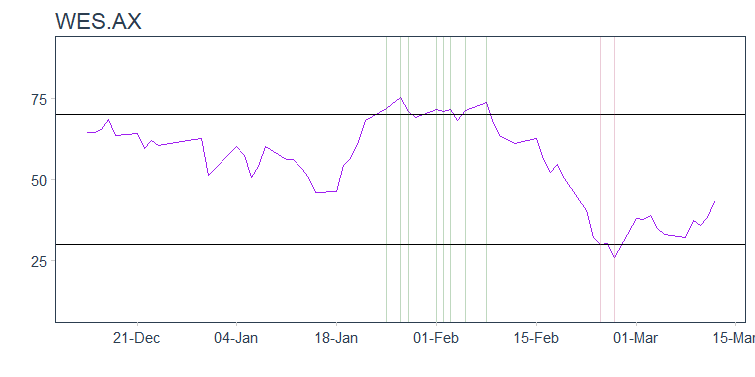 WES.AX
75
50
25
21-Dec
04-Jan
18-Jan
01-Feb
15-Feb
01-Mar
15-Mar